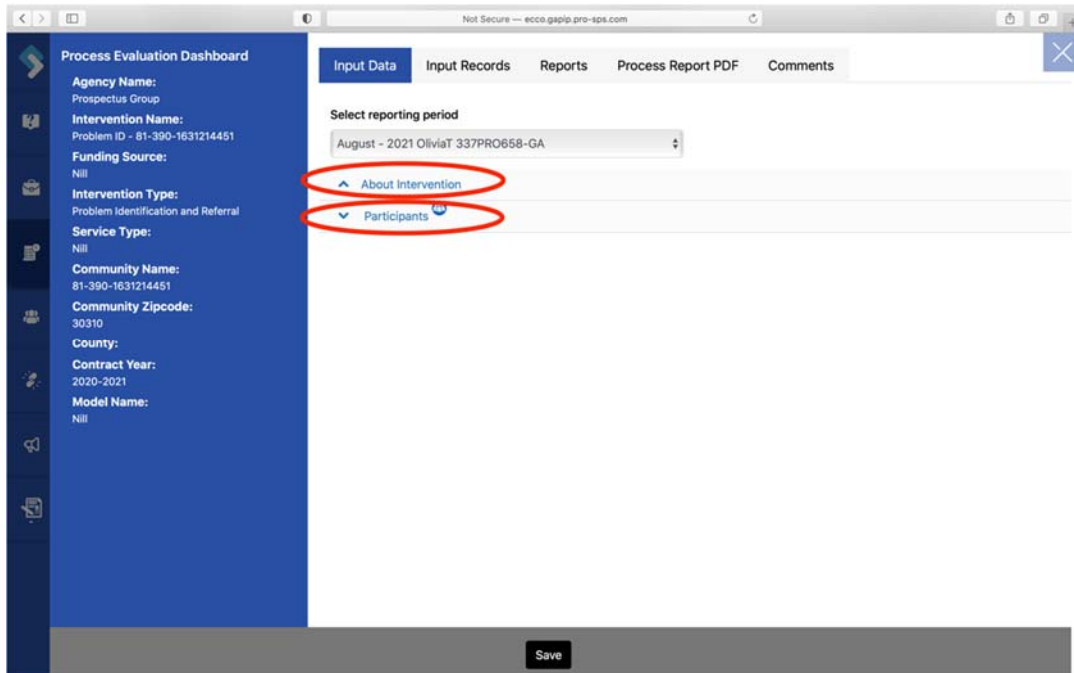 Not Secure — ecco.gapip.pro-sps.com
Process Evaluation Dashboard
Agency Name:
Prospectus Group
Intervention Name:
Problem ID - 81-390-1631214451
Funding Source:
Nill
Intervention Type:
Problem Identification and Referral
Service Type:
Nill
Community Name:
81-390-1631214451
Community Zipcode:
30310
County:
Contract Year:
2020-2021
Model Name:
Nill
Input Data Input Records Reports Process Report PDF Comments
Select reporting period
August - 2021 OliviaT 337PRO658-GA
About Intervention
Participants
Save